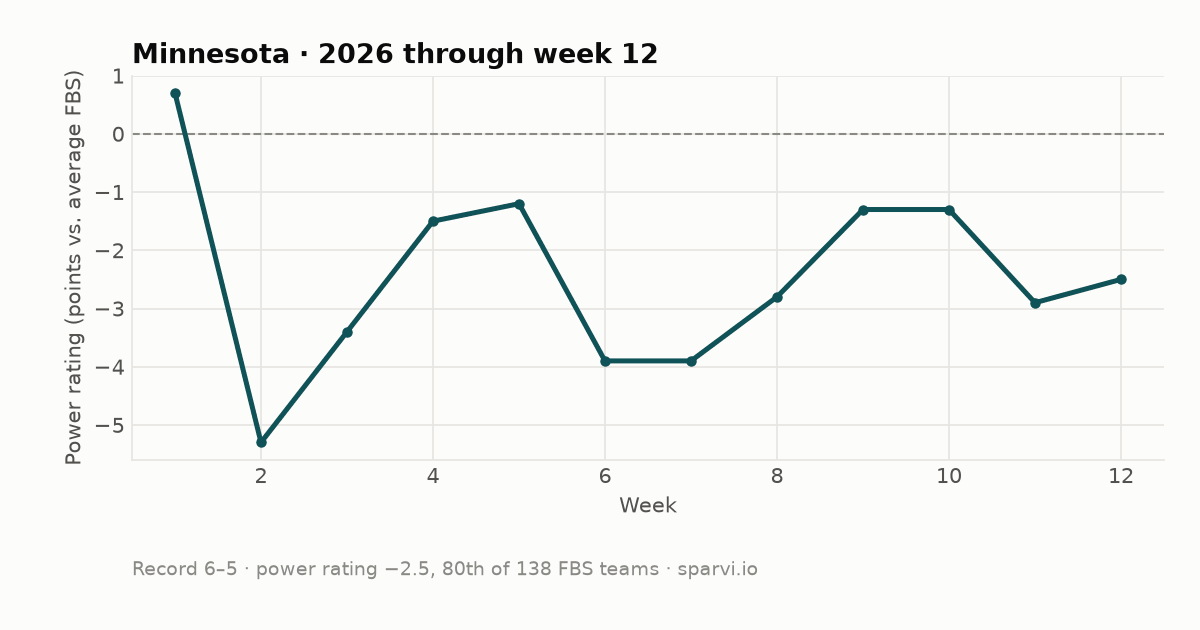 Minnesota · 2026 through week 12
Power rating (points vs. average FBS)
1
0
−1
−2
−3
−4
−5
2 4 6 8 10 12
Week
Record 6–5 · power rating −2.5, 80th of 138 FBS teams · sparvi.io